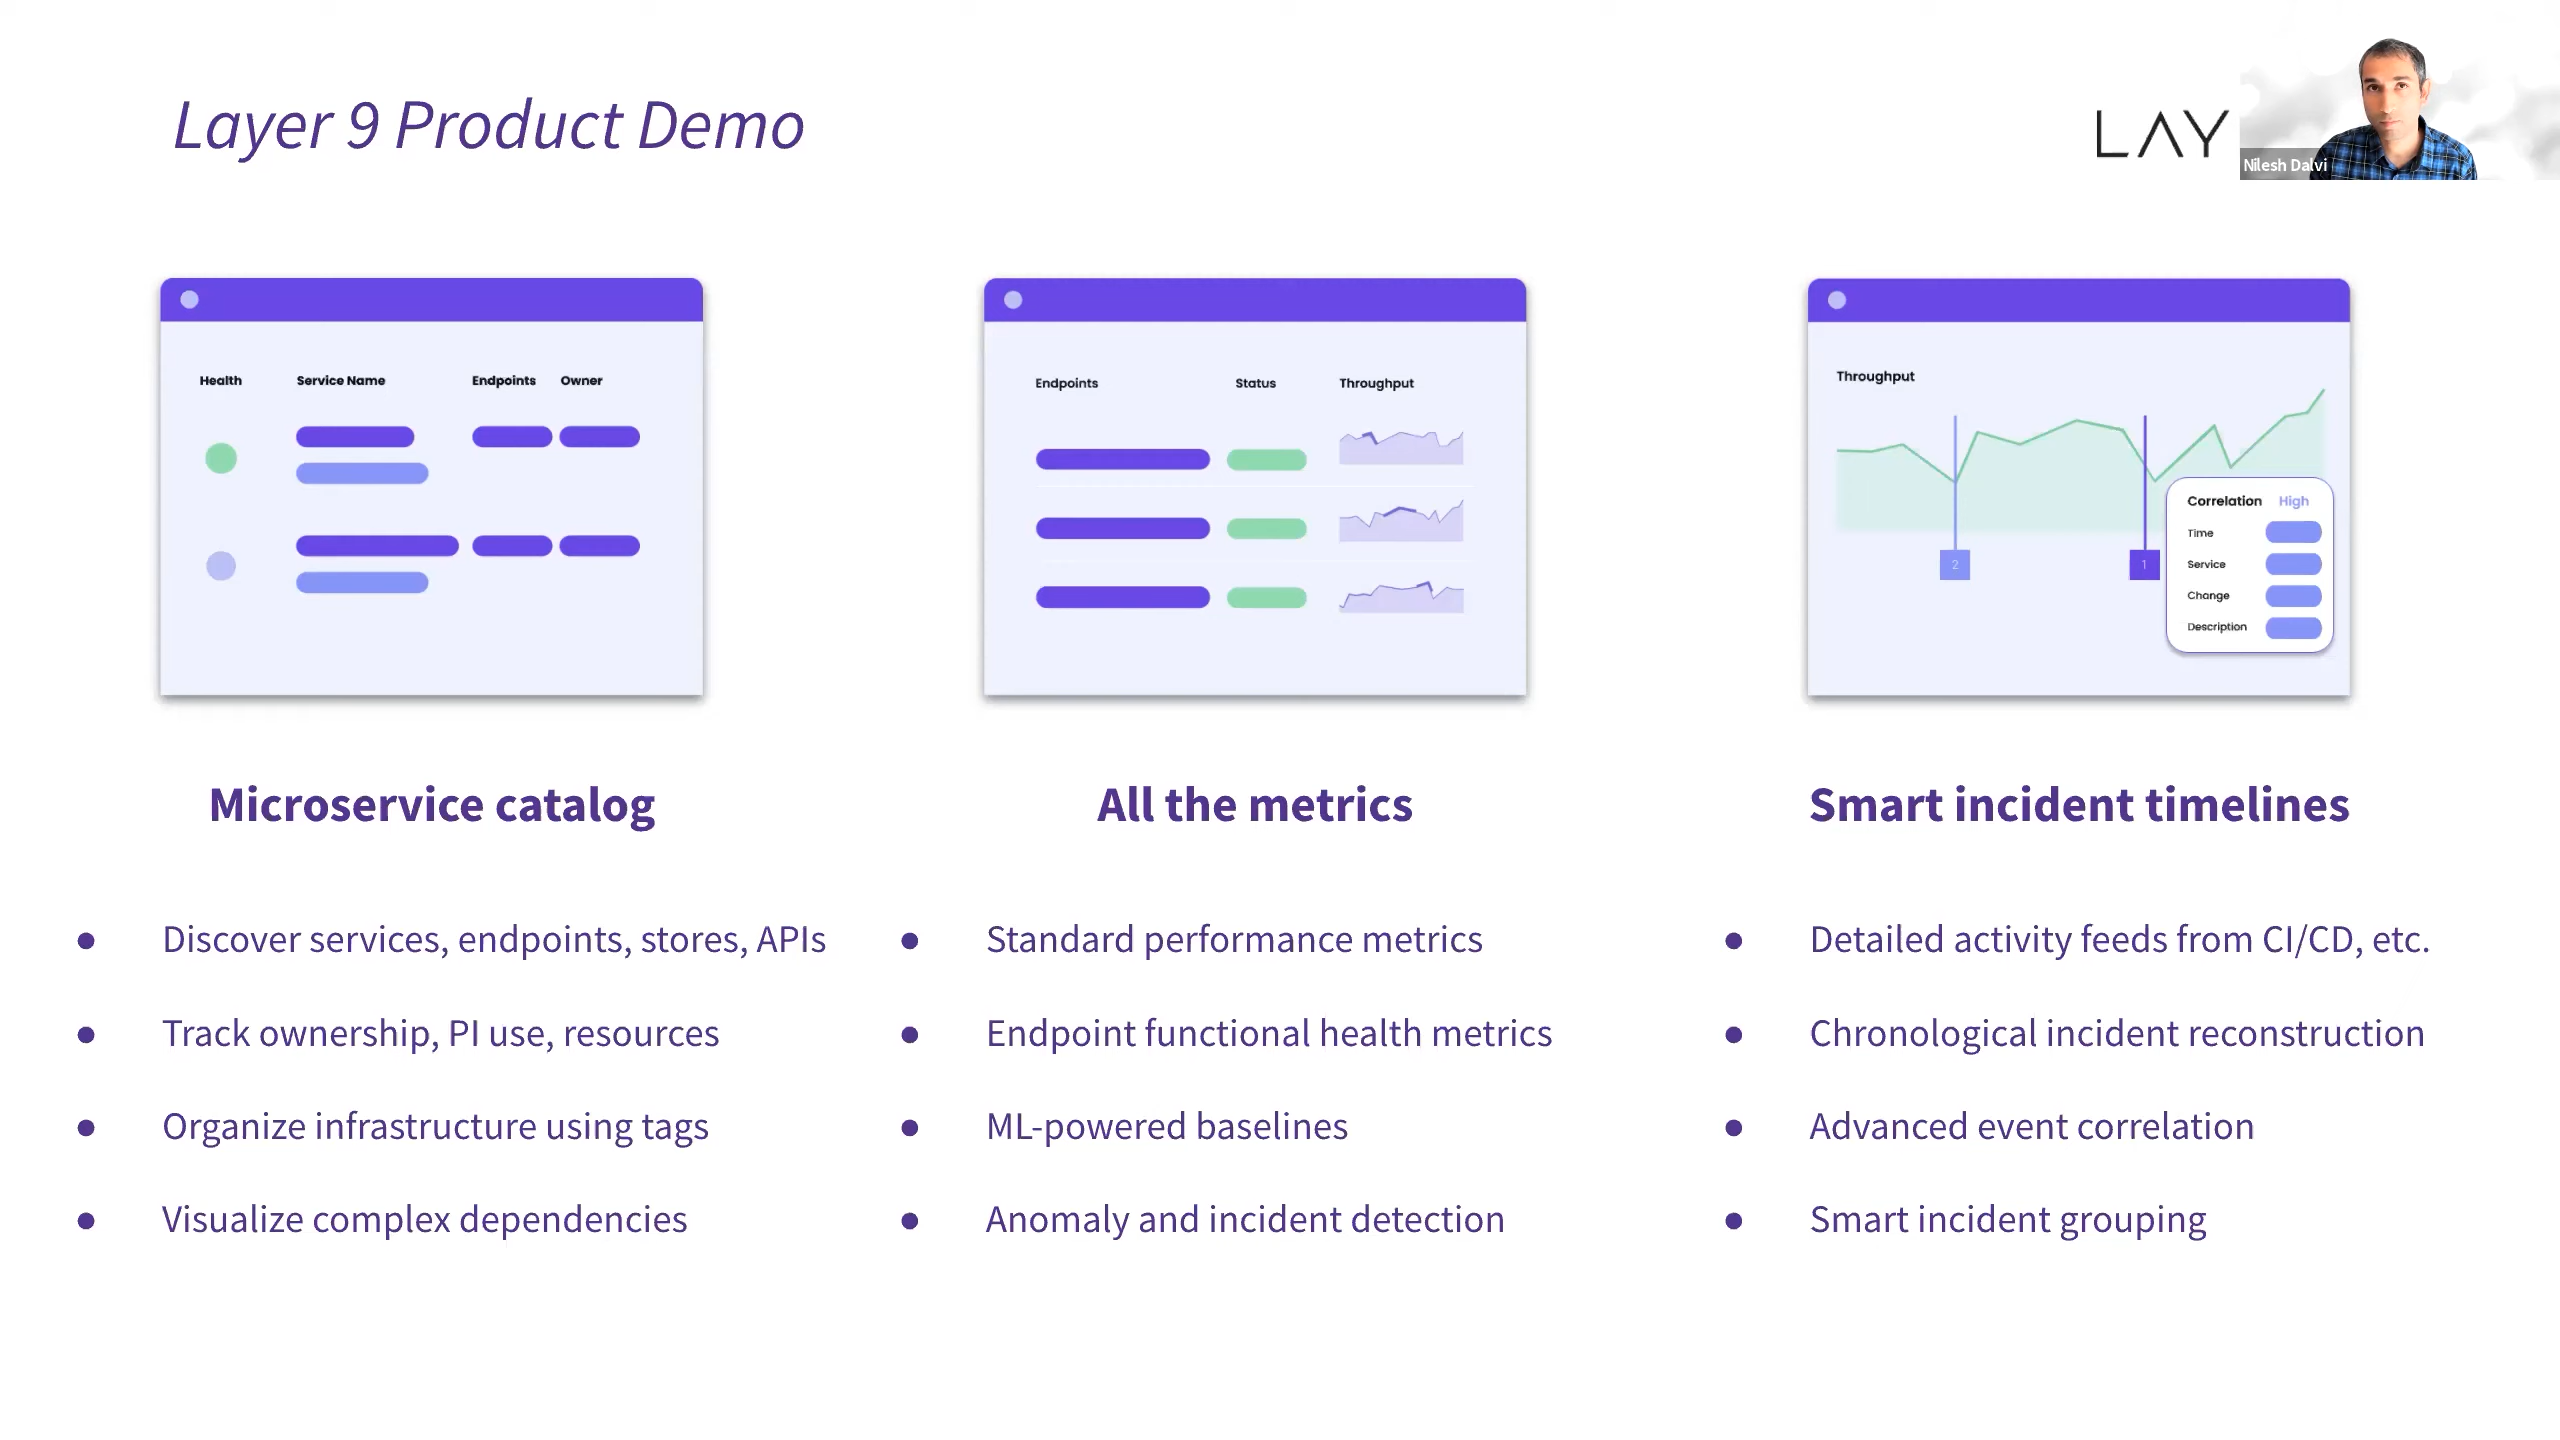 Layer 9 Product Demo
LAY
Nilesh Dalvi
Health Service Name Endpoints Owner
Endpoints Status Throughput
Throughput
Correlation High
Time
Service
Change
Description
2
1
Microservice catalog
Discover services, endpoints, stores, APIs
Track ownership, PI use, resources
Organize infrastructure using tags
Visualize complex dependencies
All the metrics
Standard performance metrics
Endpoint functional health metrics
ML-powered baselines
Anomaly and incident detection
Smart incident timelines
Detailed activity feeds from CI/CD, etc.
Chronological incident reconstruction
Advanced event correlation
Smart incident grouping